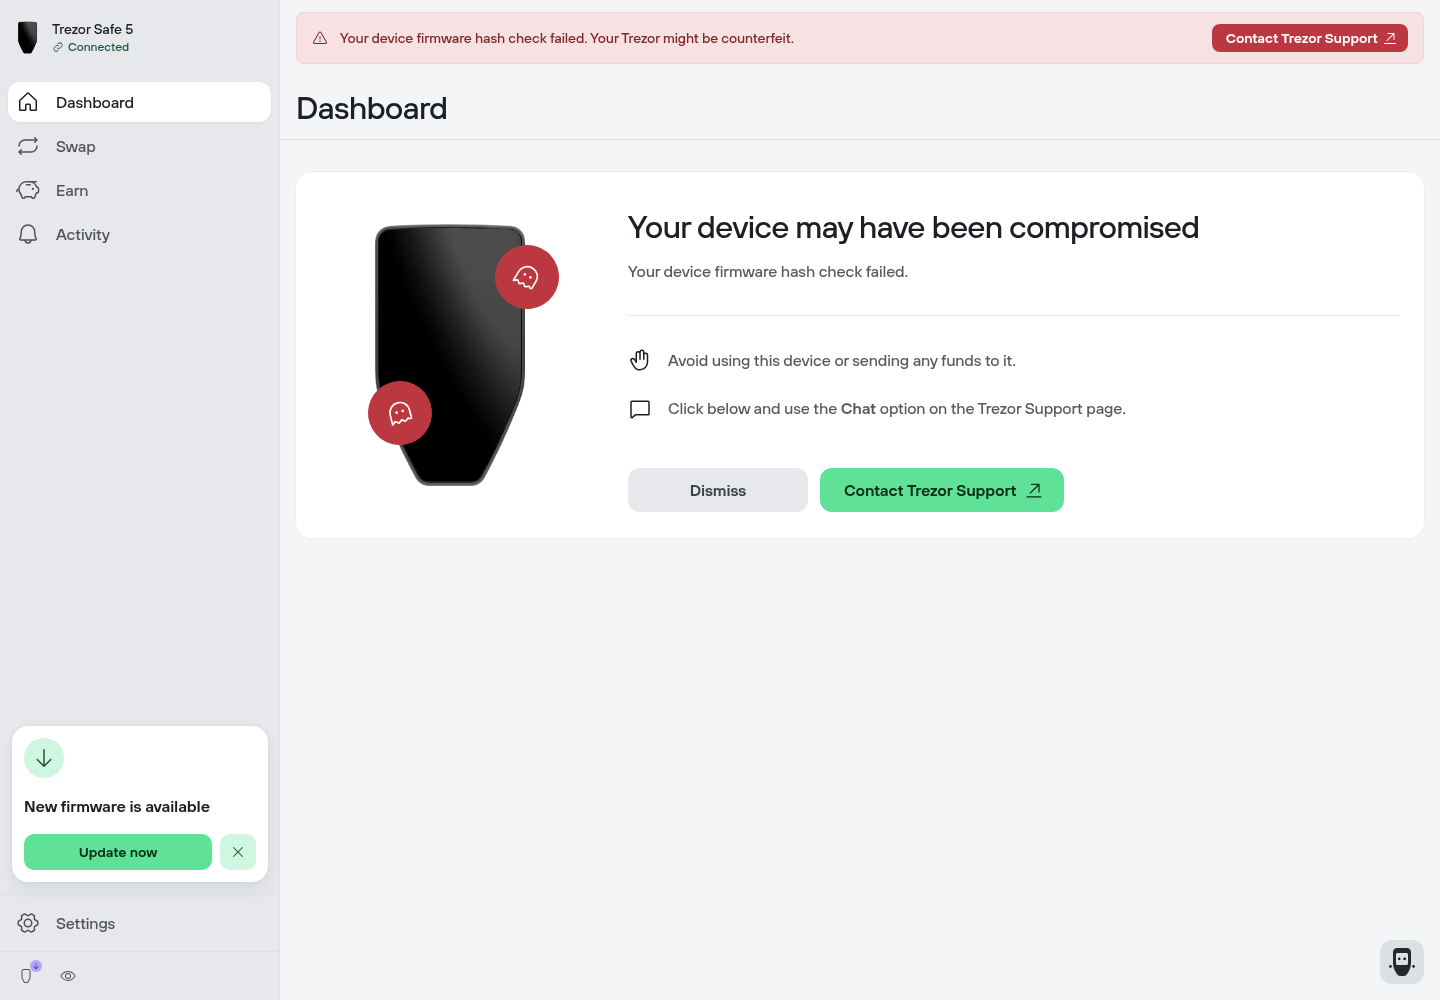 Trezor Safe 5
Connected
Dashboard
Swap
Earn
Activity
New firmware is available
Update now
Settings
Your device firmware hash check failed. Your Trezor might be counterfeit.
Contact Trezor Support
Dashboard
Your device may have been compromised
Your device firmware hash check failed.
Avoid using this device or sending any funds to it.
Click below and use the Chat option on the Trezor Support page.
Dismiss
Contact Trezor Support